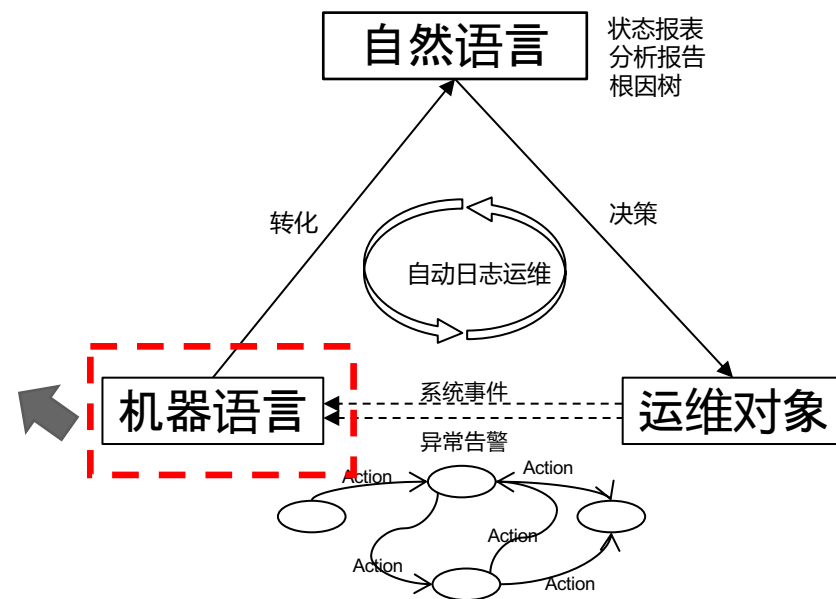 自然语言
状态报表
分析报告
根因树
转化
决策
自动日志运维
机器语言
系统事件
运维对象
异常告警
Action
Action
Action
Action
Action